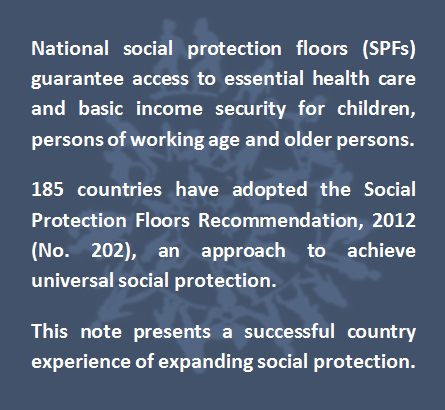 National social protection floors (SPFs)
guarantee access to essential health care
and basic income security for children,
persons of working age and older persons.
185 countries have adopted the Social
Protection Floors Recommendation, 2012
(No. 202), an approach to achieve
universal social protection.
This note presents a successful country
experience of expanding social protection.